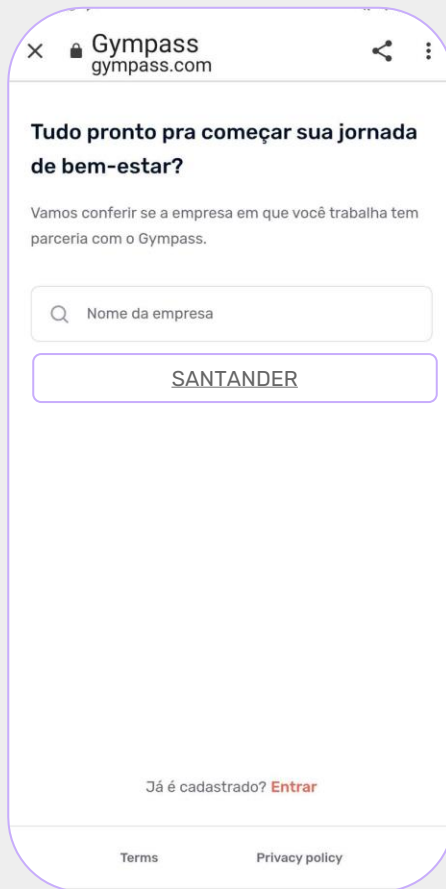 Gympass
gympass.com
Tudo pronto pra começar sua jornada
de bem-estar?
Vamos conferir se a empresa em que você trabalha tem
parceria com o Gympass.
Nome da empresa
SANTANDER
Já é cadastrado? Entrar
Terms Privacy policy